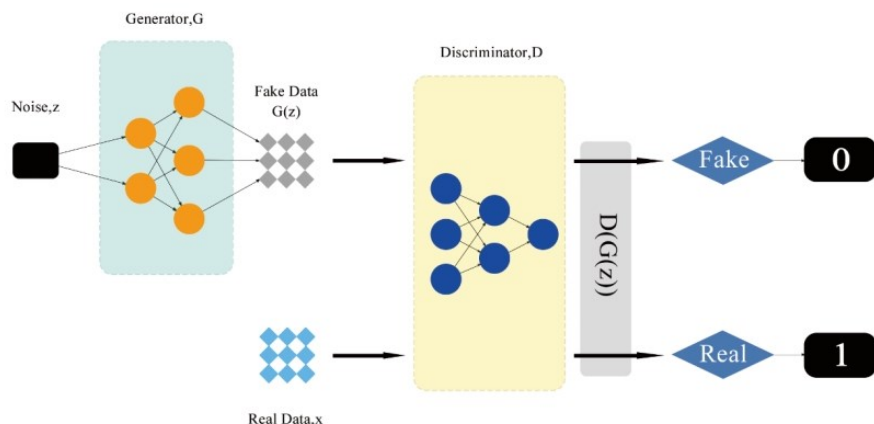 Generator,G
Discriminator,D
Noise,z
Fake Data
G(z)
D(G(z))
Fake
0
Real
1
Real Data,x